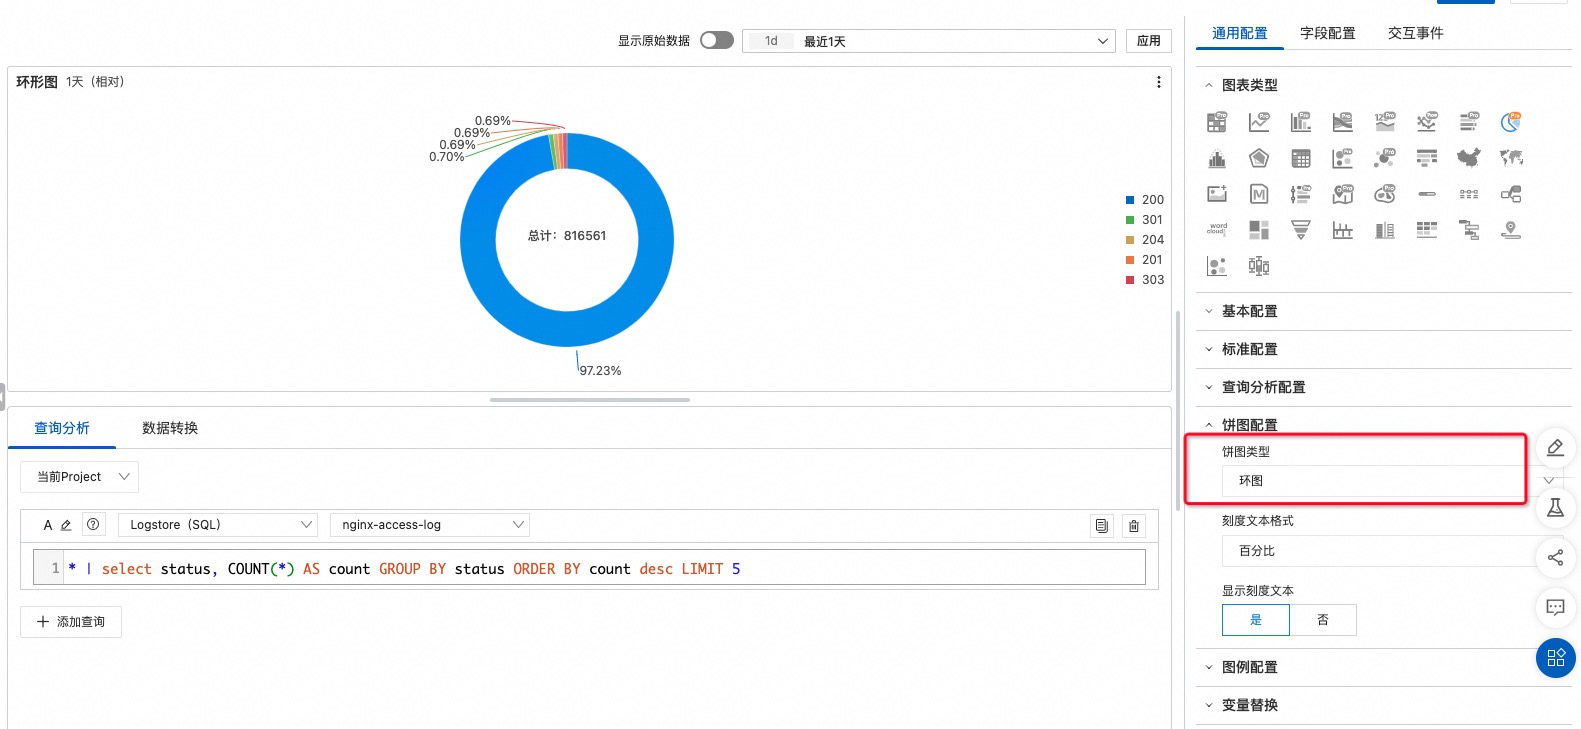 显示原始数据
1d 最近1天
应用
环形图 1天（相对）
0.69%
0.69%
0.69%
0.70%
总计：816561
97.23%
200
301
204
201
303
查询分析 数据转换
当前Project
A Logstore（SQL） nginx-access-log
1 * | select status, COUNT(*) AS count GROUP BY status ORDER BY count desc LIMIT 5
添加查询
通用配置 字段配置 交互事件
图表类型
word
cloud
基本配置
标准配置
查询分析配置
饼图配置
饼图类型
环图
刻度文本格式
百分比
显示刻度文本
是 否
图例配置
变量替换